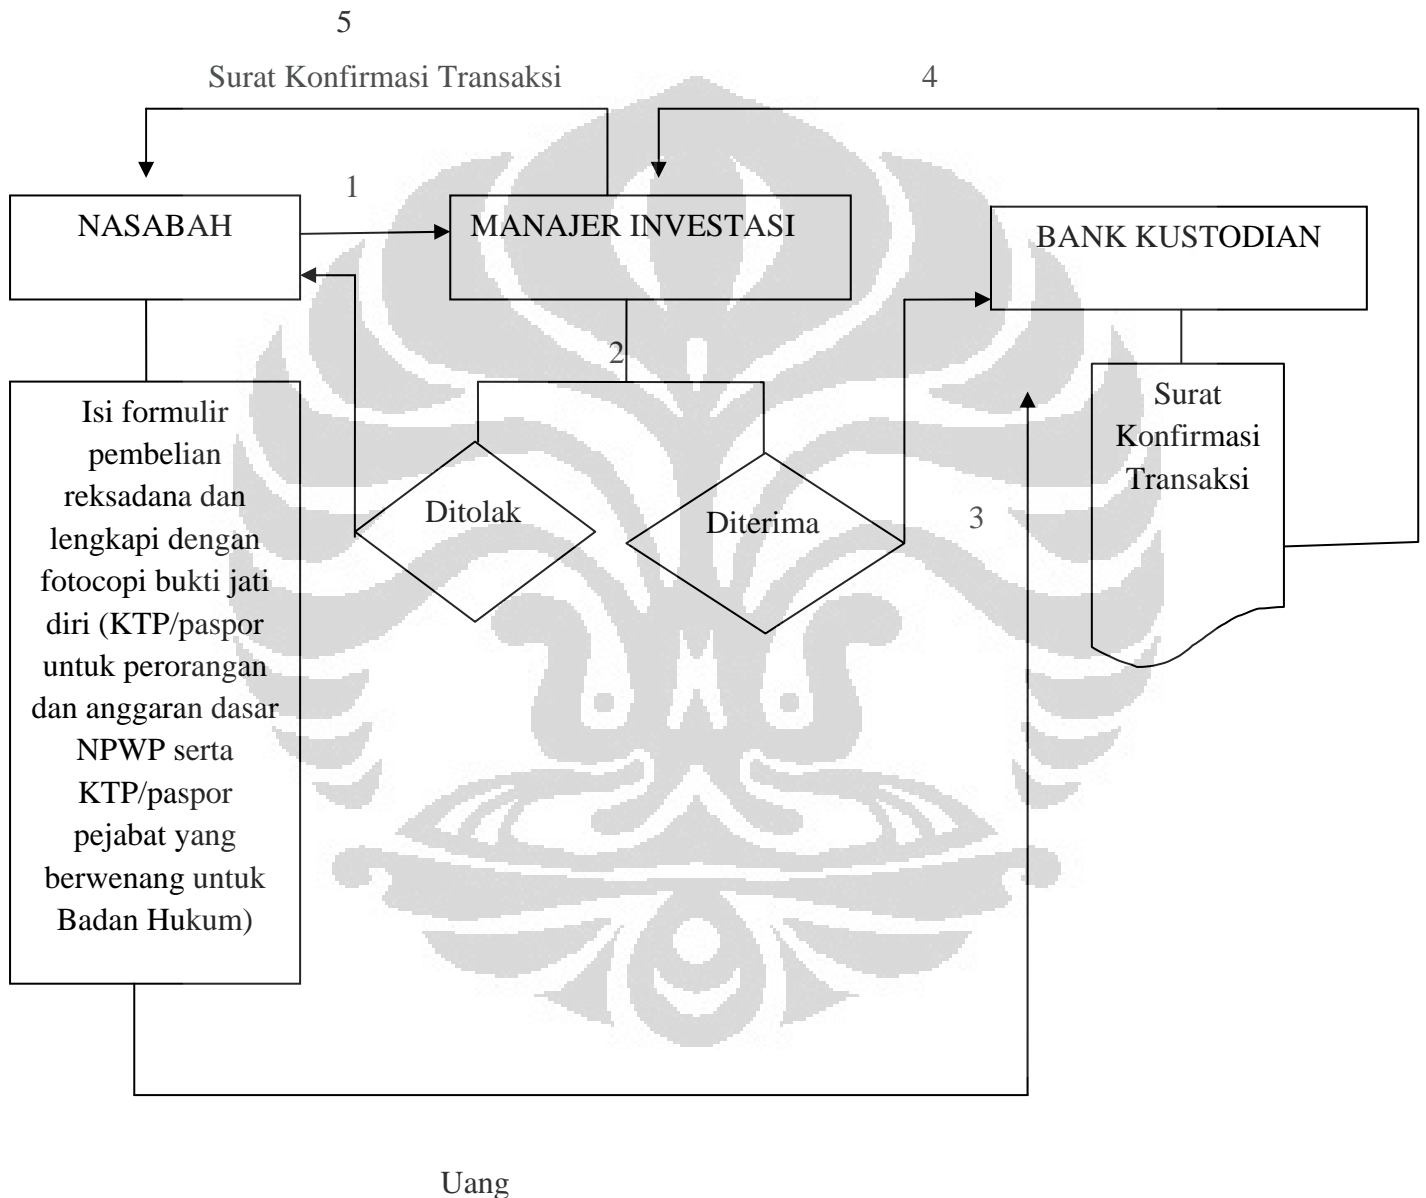 5
Surat Konfirmasi Transaksi
4
1
NASABAH
MANAJER INVESTASI
BANK KUSTODIAN
2
Isi formulir
pembelian
reksadana dan
lengkapi dengan
fotocopi bukti jati
diri (KTP/paspor
untuk perorangan
dan anggaran dasar
NPWP serta
KTP/paspor
pejabat yang
berwenang untuk
Badan Hukum)
Ditolak
Diterima
3
Surat
Konfirmasi
Transaksi
Uang